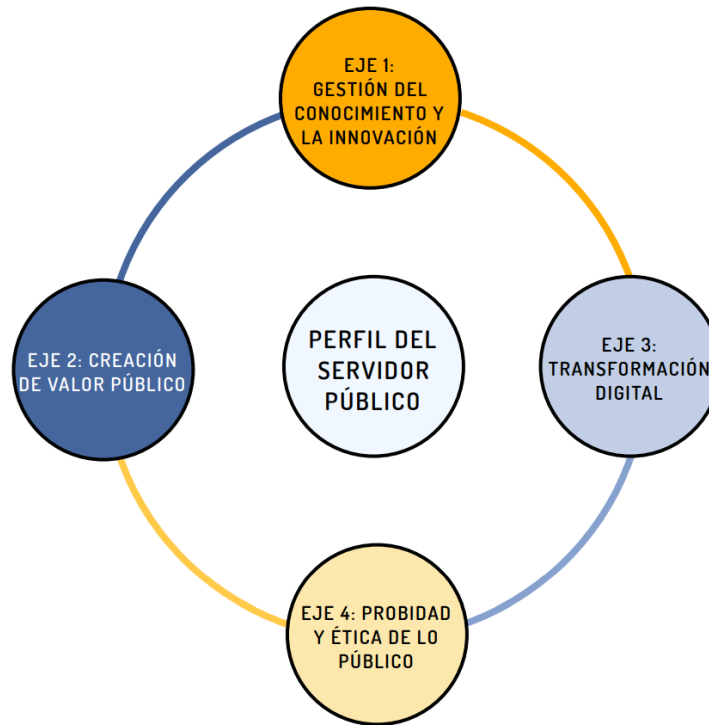 EJE 1:
GESTIÓN DEL
CONOCIMIENTO Y
LA INNOVACIÓN
EJE 2: CREACIÓN
DE VALOR PÚBLICO
PERFIL DEL
SERVIDOR
PÚBLICO
EJE 3:
TRANSFORMACIÓN
DIGITAL
EJE 4: PROBIDAD
Y ÉTICA DE LO
PÚBLICO